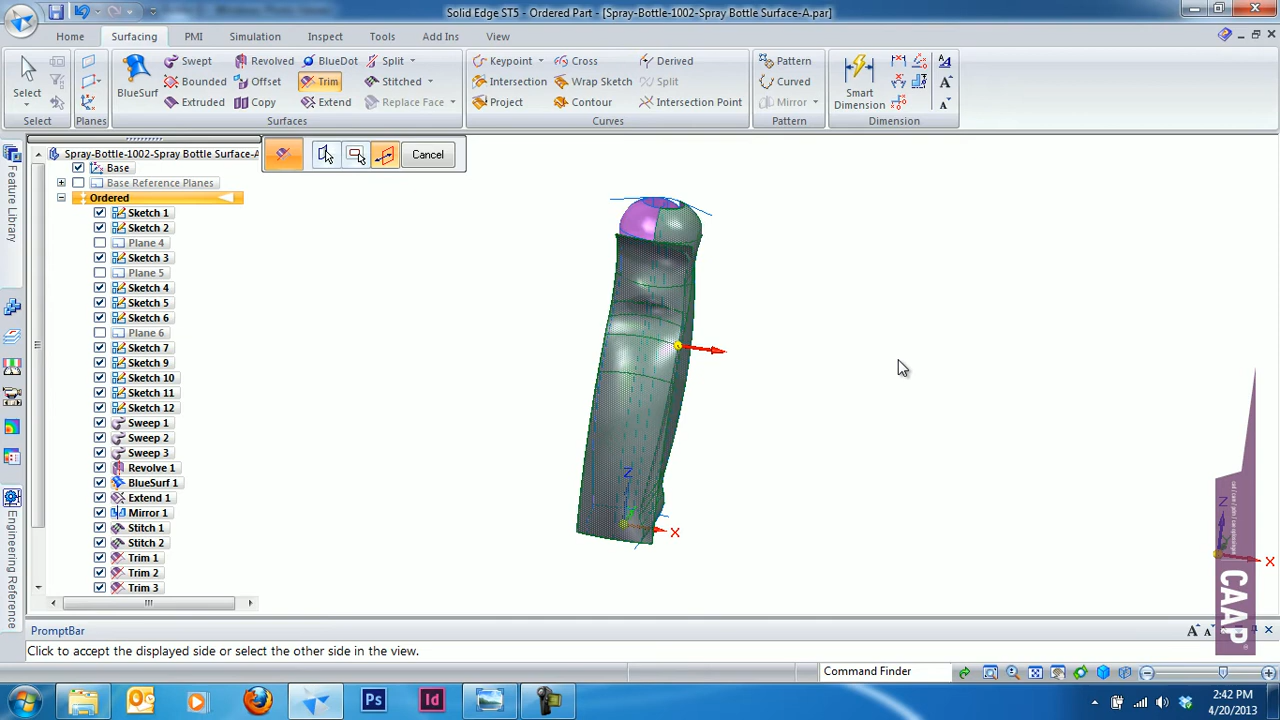 Solid Edge ST5 - Ordered Part - [Spray-Bottle-1002-Spray Bottle Surface-A.par]
Home Surfacing PMI Simulation Inspect Tools Add Ins View
Select
Select
Planes
BlueSurf
Swept Revolved BlueDot Split
Bounded Offset Trim Stitched
Extruded Copy Extend Replace Face
Surfaces
Keypoint Cross Derived
Intersection Wrap Sketch Split
Project Contour Intersection Point
Curves
Pattern
Curved
Mirror
Pattern
Smart
Dimension
Dimension
Cancel
Feature Library
Engineering Reference
Spray-Bottle-1002-Spray Bottle Surface-A
Base
Base Reference Planes
Ordered
Sketch 1
Sketch 2
Plane 4
Sketch 3
Plane 5
Sketch 4
Sketch 5
Sketch 6
Plane 6
Sketch 7
Sketch 9
Sketch 10
Sketch 11
Sketch 12
Sweep 1
Sweep 2
Sweep 3
Revolve 1
BlueSurf 1
Extend 1
Mirror 1
Stitch 1
Stitch 2
Trim 1
Trim 2
Trim 3
Z
X
Z
X
CAAP
PromptBar
Click to accept the displayed side or select the other side in the view.
Command Finder
Ps
Id
2:42 PM
4/20/2013